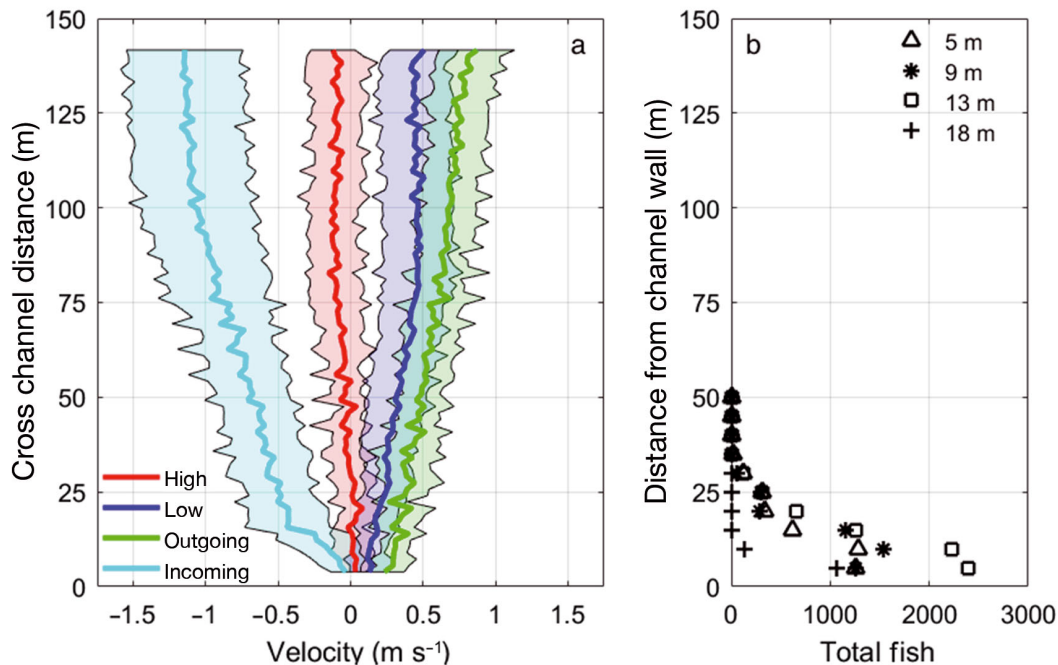 a
150
125
100
75
50
25
0
Cross channel distance (m)
High
Low
Outgoing
Incoming
−1.5 −1 −0.5 0 0.5 1 1.5
Velocity (m s⁻¹)
b
5 m
9 m
13 m
18 m
150
125
100
75
50
25
0
Distance from channel wall (m)
0 1000 2000 3000
Total fish